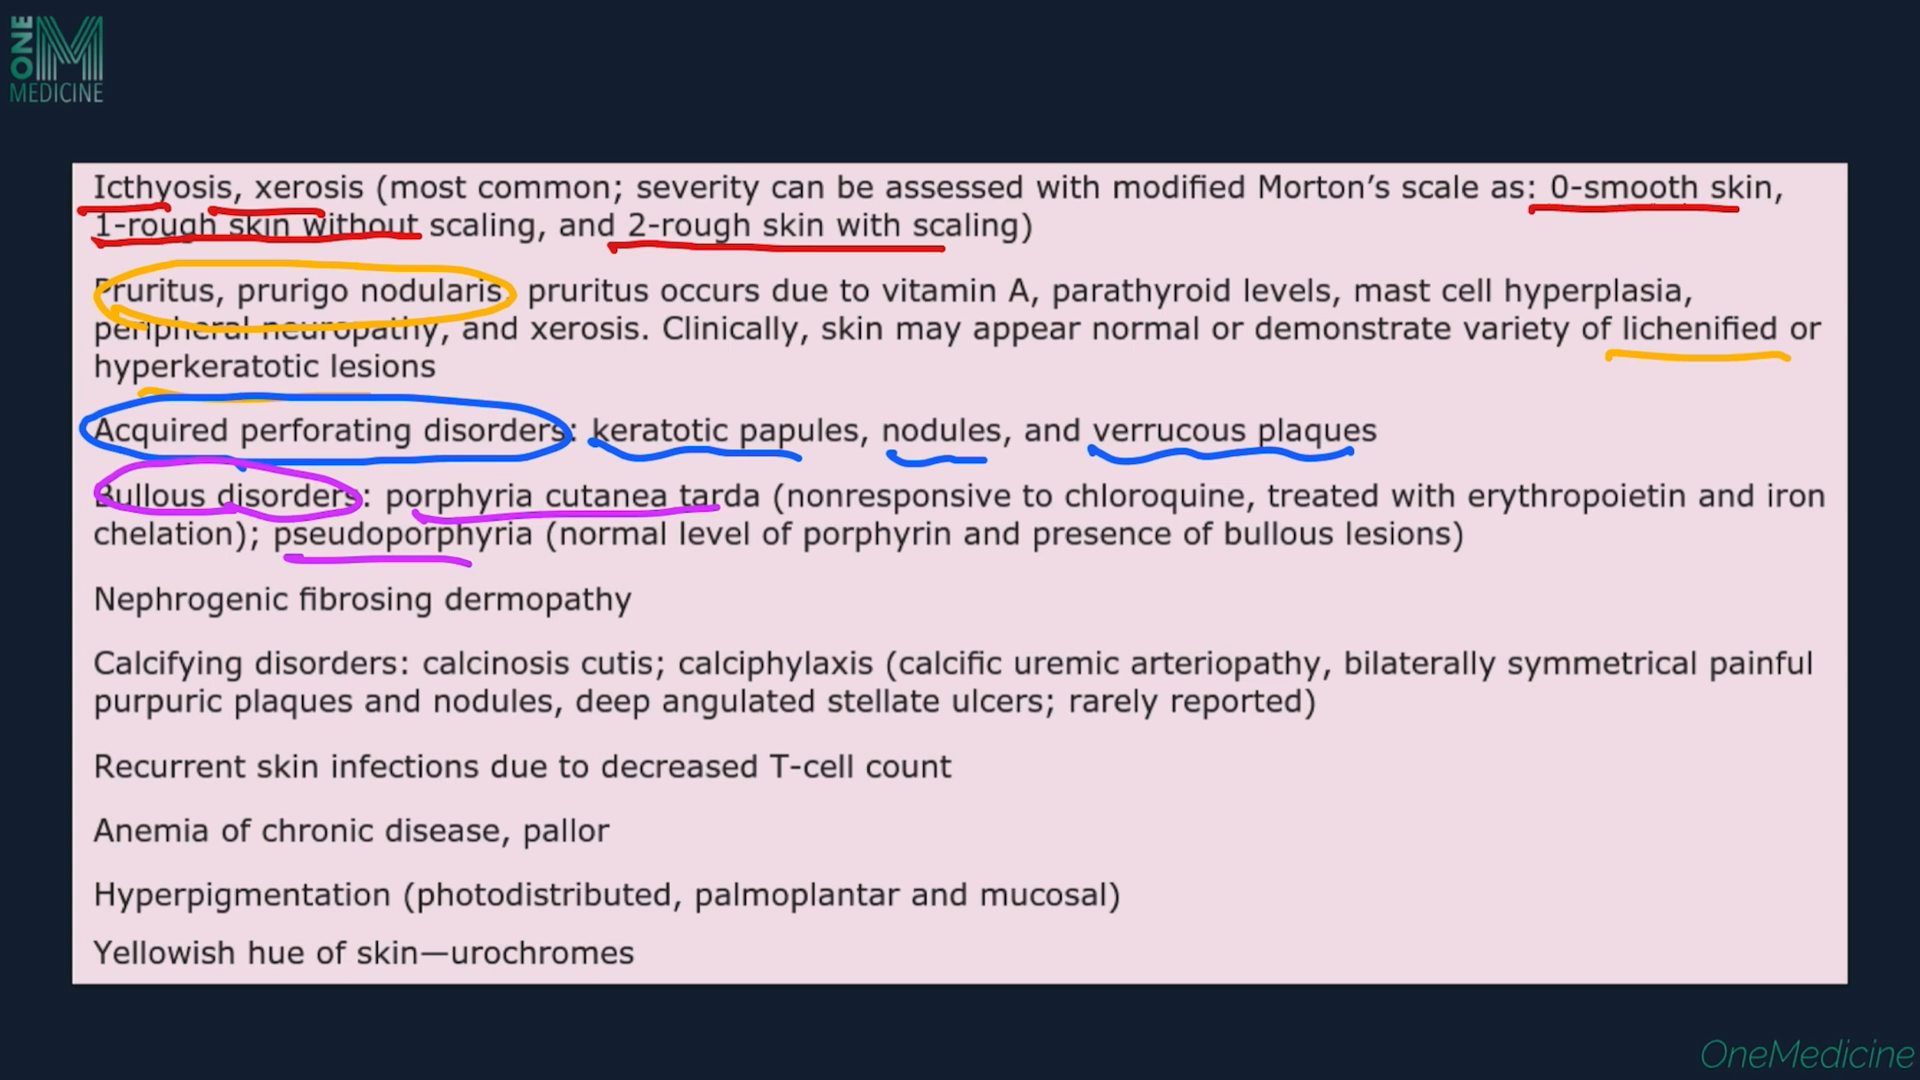 ONE
MEDICINE
Icthyosis, xerosis (most common; severity can be assessed with modified Morton's scale as: 0-smooth skin,
1-rough skin without scaling, and 2-rough skin with scaling)
Pruritus, prurigo nodularis: pruritus occurs due to vitamin A, parathyroid levels, mast cell hyperplasia,
peripheral neuropathy, and xerosis. Clinically, skin may appear normal or demonstrate variety of lichenified or
hyperkeratotic lesions
Acquired perforating disorders: keratotic papules, nodules, and verrucous plaques
Bullous disorders: porphyria cutanea tarda (nonresponsive to chloroquine, treated with erythropoietin and iron
chelation); pseudoporphyria (normal level of porphyrin and presence of bullous lesions)
Nephrogenic fibrosing dermopathy
Calcifying disorders: calcinosis cutis; calciphylaxis (calcific uremic arteriopathy, bilaterally symmetrical painful
purpuric plaques and nodules, deep angulated stellate ulcers; rarely reported)
Recurrent skin infections due to decreased T-cell count
Anemia of chronic disease, pallor
Hyperpigmentation (photodistributed, palmoplantar and mucosal)
Yellowish hue of skin—urochromes
OneMedicine